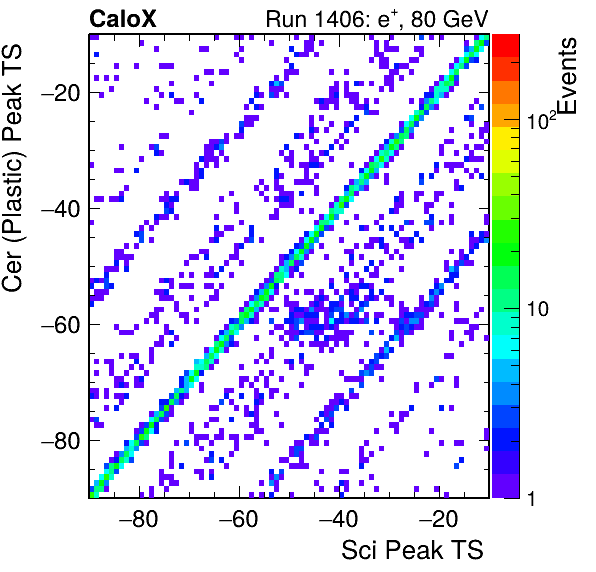 CaloX Run 1406: e⁺, 80 GeV
Cer (Plastic) Peak TS
−20
−40
−60
−80
−80 −60 −40 −20
Sci Peak TS
Events
10²
10
1